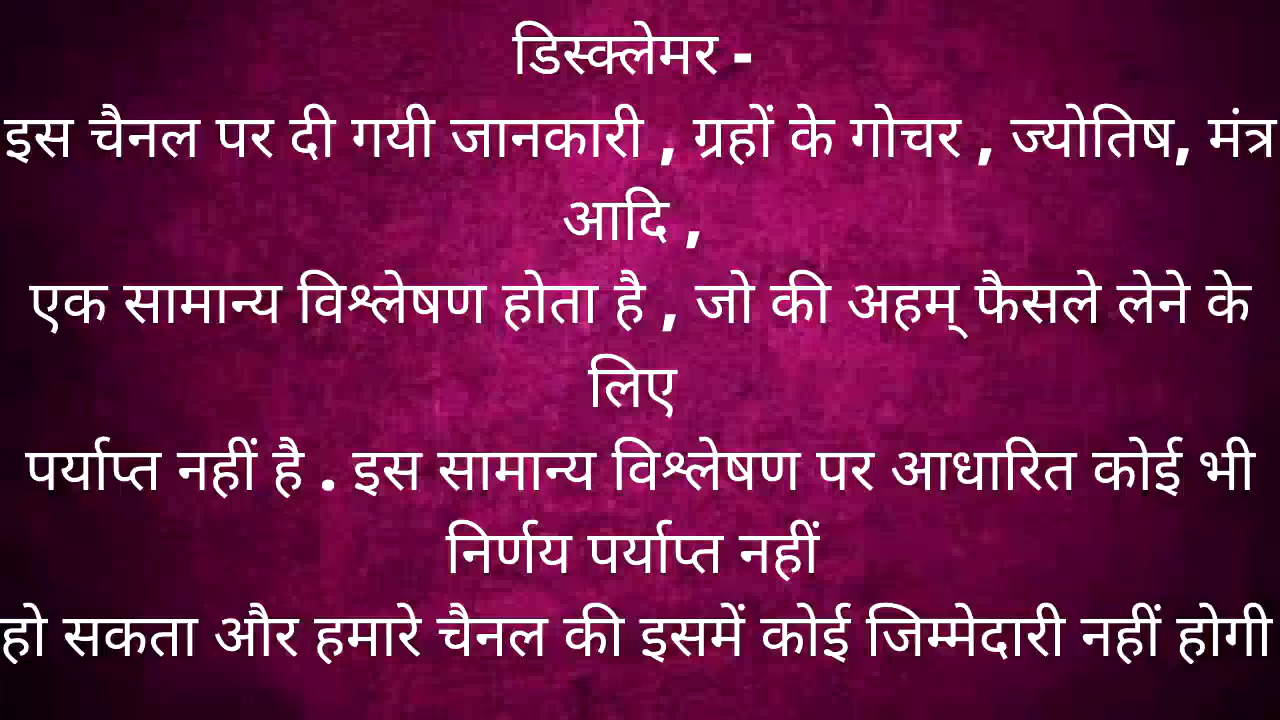 डिस्क्लेमर -
इस चैनल पर दी गयी जानकारी , ग्रहों के गोचर , ज्योतिष, मंत्र
आदि ,
एक सामान्य विश्लेषण होता है , जो की अहम् फैसले लेने के
लिए
पर्याप्त नहीं है . इस सामान्य विश्लेषण पर आधारित कोई भी
निर्णय पर्याप्त नहीं
हो सकता और हमारे चैनल की इसमें कोई जिम्मेदारी नहीं होगी